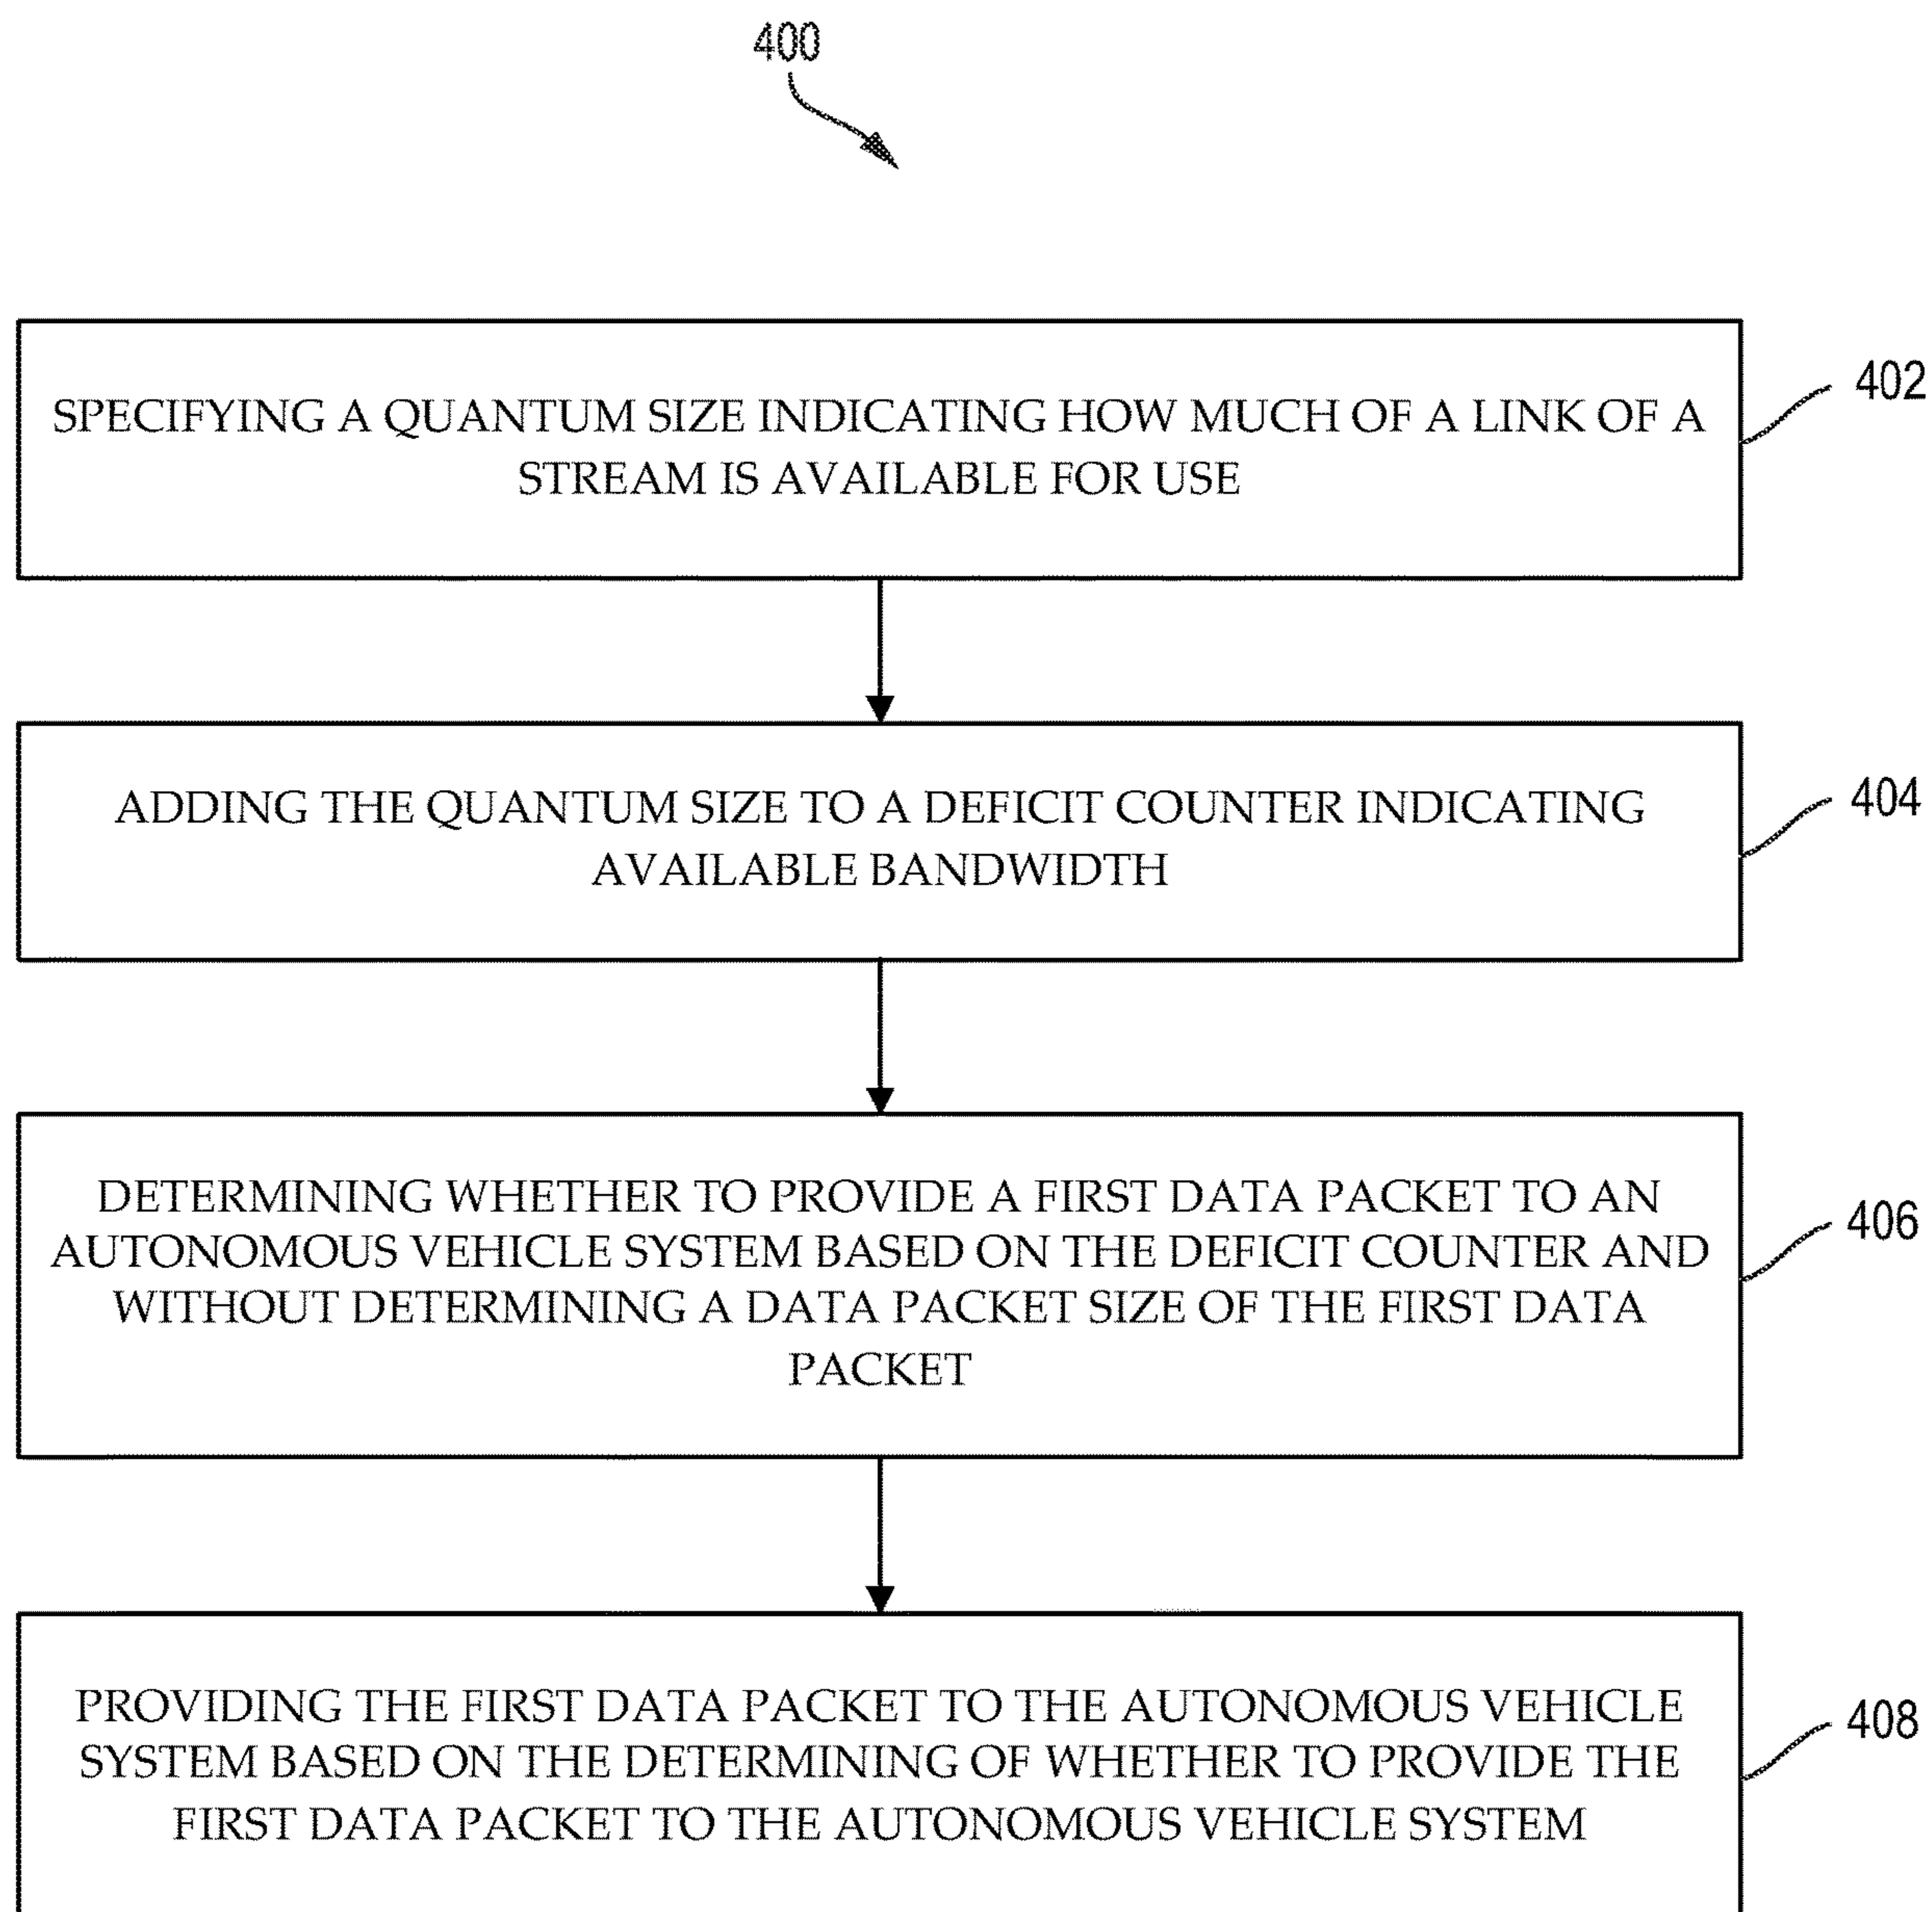 400
SPECIFYING A QUANTUM SIZE INDICATING HOW MUCH OF A LINK OF A
STREAM IS AVAILABLE FOR USE
402
ADDING THE QUANTUM SIZE TO A DEFICIT COUNTER INDICATING
AVAILABLE BANDWIDTH
404
DETERMINING WHETHER TO PROVIDE A FIRST DATA PACKET TO AN
AUTONOMOUS VEHICLE SYSTEM BASED ON THE DEFICIT COUNTER AND
WITHOUT DETERMINING A DATA PACKET SIZE OF THE FIRST DATA
PACKET
406
PROVIDING THE FIRST DATA PACKET TO THE AUTONOMOUS VEHICLE
SYSTEM BASED ON THE DETERMINING OF WHETHER TO PROVIDE THE
FIRST DATA PACKET TO THE AUTONOMOUS VEHICLE SYSTEM
408